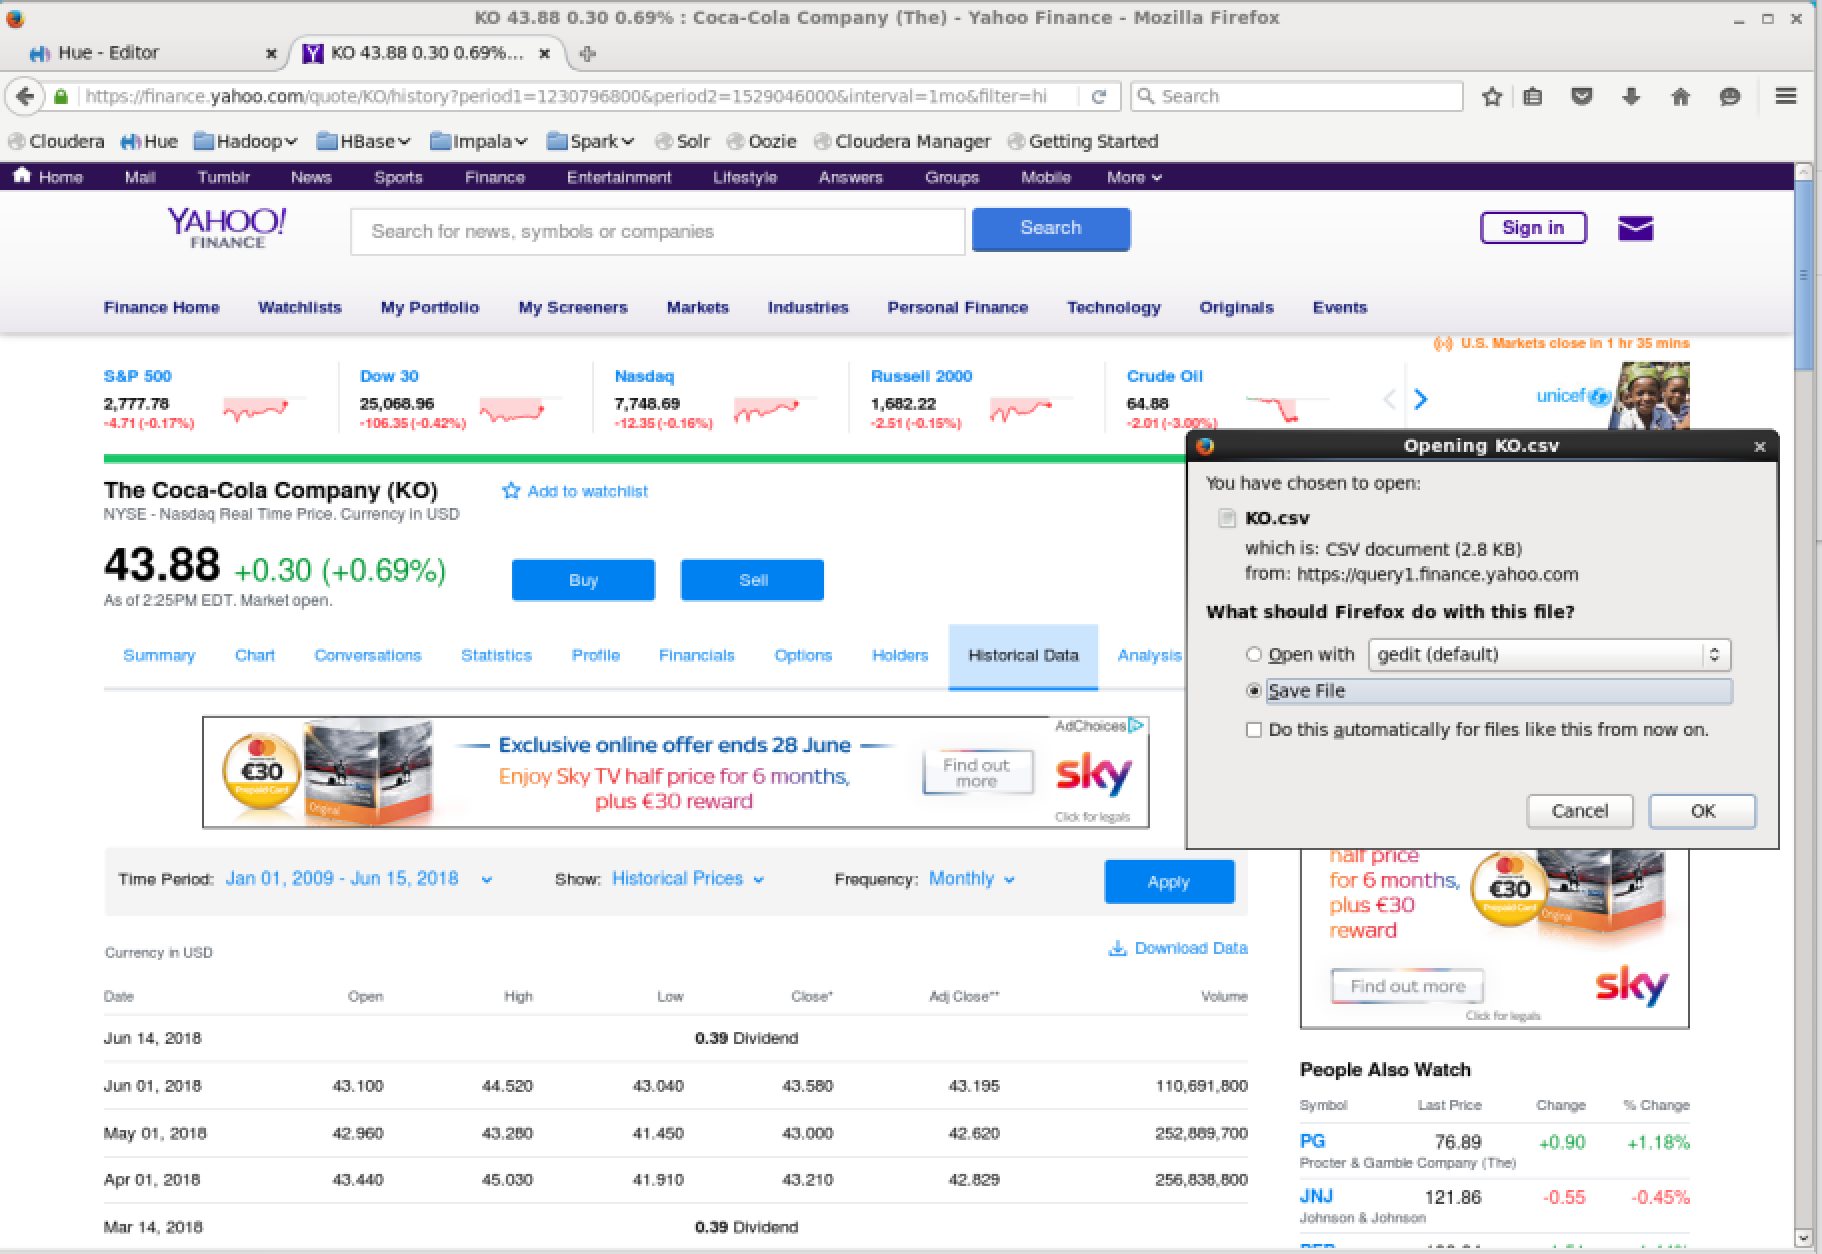 KO 43.88 0.30 0.69% : Coca-Cola Company (The) - Yahoo Finance - Mozilla Firefox
Hue - Editor
KO 43.88 0.30 0.69%...
https://finance.yahoo.com/quote/KO/history?period1=1230796800&period2=1529046000&interval=1mo&filter=hi
Search
Cloudera Hue Hadoop HBase Impala Spark Solr Oozie Cloudera Manager Getting Started
Home Mail Tumblr News Sports Finance Entertainment Lifestyle Answers Groups Mobile More
YAHOO!
FINANCE
Search for news, symbols or companies
Search
Sign in
Finance Home Watchlists My Portfolio My Screeners Markets Industries Personal Finance Technology Originals Events
U.S. Markets close in 1 hr 35 mins
S&P 500
2,777.78
-4.71 (-0.17%)
Dow 30
25,068.96
-106.35 (-0.42%)
Nasdaq
7,748.69
-12.35 (-0.16%)
Russell 2000
1,682.22
-2.51 (-0.15%)
Crude Oil
64.88
-2.01 (-3.00%)
unicef
The Coca-Cola Company (KO)
Add to watchlist
NYSE - Nasdaq Real Time Price. Currency in USD
43.88 +0.30 (+0.69%)
As of 2:25PM EDT. Market open.
Buy
Sell
Summary Chart Conversations Statistics Profile Financials Options Holders Historical Data Analysis
Opening KO.csv
You have chosen to open:
KO.csv
which is: CSV document (2.8 KB)
from: https://query1.finance.yahoo.com
What should Firefox do with this file?
Open with gedit (default)
Save File
Do this automatically for files like this from now on.
Cancel
OK
AdChoices
€30
Prepaid Card
Original
Exclusive online offer ends 28 June
Enjoy Sky TV half price for 6 months,
plus €30 reward
Find out
more
sky
Click for legals
Time Period: Jan 01, 2009 - Jun 15, 2018
Show: Historical Prices
Frequency: Monthly
Apply
Currency in USD
Download Data
Date Open High Low Close* Adj Close** Volume
Jun 14, 2018 0.39 Dividend
Jun 01, 2018 43.100 44.520 43.040 43.580 43.195 110,691,800
May 01, 2018 42.960 43.280 41.450 43.000 42.620 252,889,700
Apr 01, 2018 43.440 45.030 41.910 43.210 42.829 256,838,800
Mar 14, 2018 0.39 Dividend
half price
for 6 months,
plus €30
reward
€30
Prepaid Card
Original
Find out more
sky
Click for legals
People Also Watch
Symbol Last Price Change % Change
PG 76.89 +0.90 +1.18%
Procter & Gamble Company (The)
JNJ 121.86 -0.55 -0.45%
Johnson & Johnson